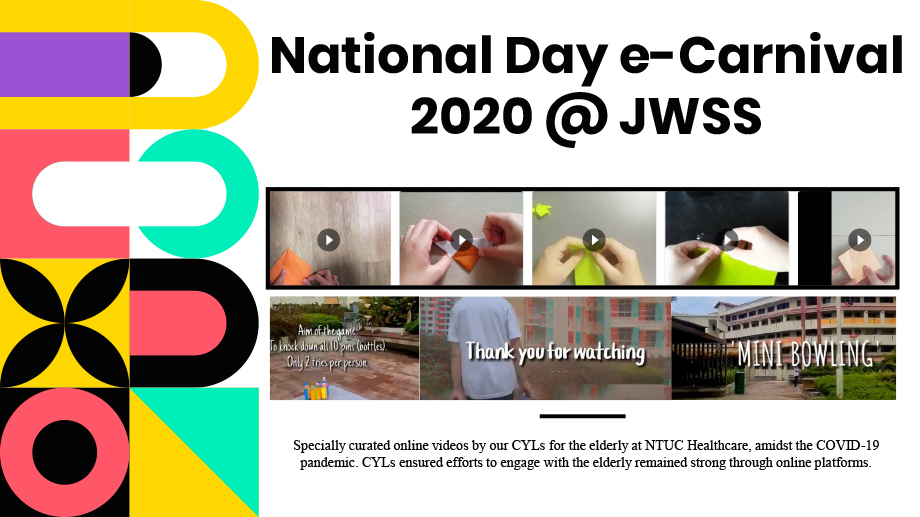 National Day e-Carnival
2020 @ JWSS
Aim of the game:
To knock down all 10 pins (bottles).
Only 2 tries per person.
Thank you for watching
'MINI BOWLING'
Specially curated online videos by our CYLs for the elderly at NTUC Healthcare, amidst the COVID-19
pandemic. CYLs ensured efforts to engage with the elderly remained strong through online platforms.